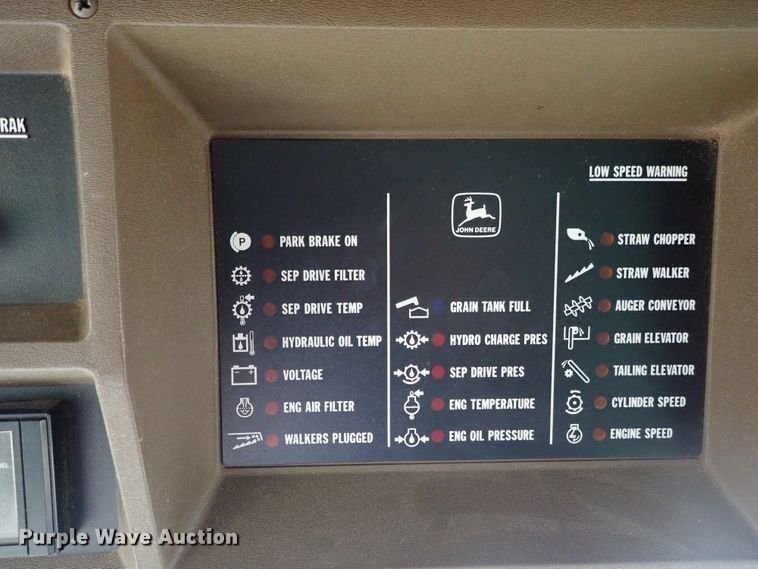 RAK
P
PARK BRAKE ON
SEP DRIVE FILTER
SEP DRIVE TEMP
HYDRAULIC OIL TEMP
VOLTAGE
ENG AIR FILTER
WALKERS PLUGGED
JOHN DEERE
GRAIN TANK FULL
HYDRO CHARGE PRES
SEP DRIVE PRES
ENG TEMPERATURE
ENG OIL PRESSURE
LOW SPEED WARNING
STRAW CHOPPER
STRAW WALKER
AUGER CONVEYOR
GRAIN ELEVATOR
TAILING ELEVATOR
CYLINDER SPEED
ENGINE SPEED
Purple Wave Auction